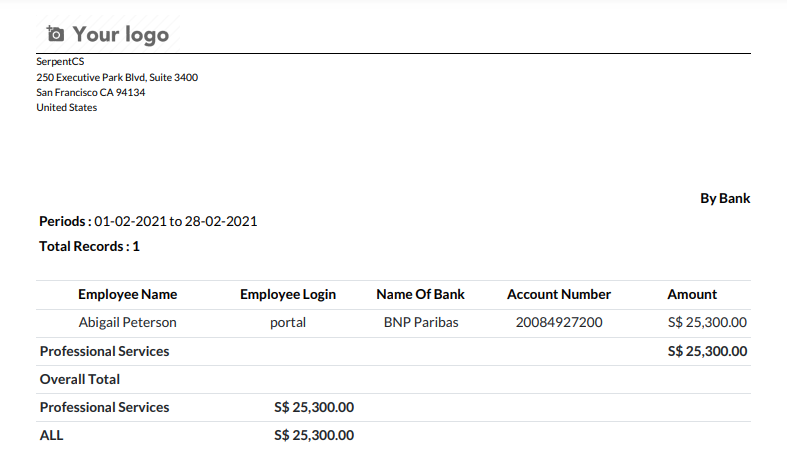 Your logo
SerpentCS
250 Executive Park Blvd, Suite 3400
San Francisco CA 94134
United States
By Bank
Periods : 01-02-2021 to 28-02-2021
Total Records : 1
Employee Name Employee Login Name Of Bank Account Number Amount
Abigail Peterson portal BNP Paribas 20084927200 S$ 25,300.00
Professional Services S$ 25,300.00
Overall Total
Professional Services S$ 25,300.00
ALL S$ 25,300.00